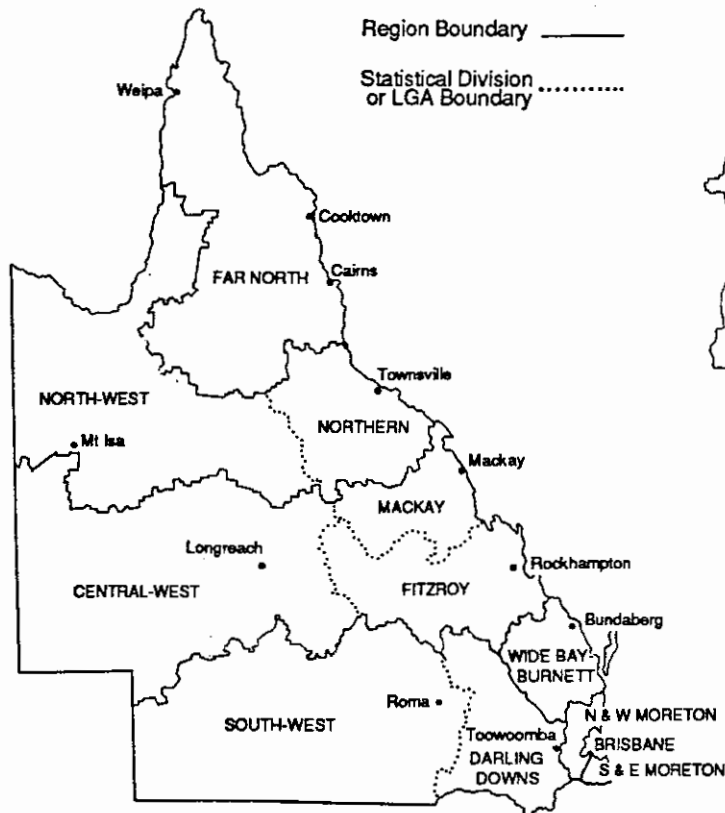 Region Boundary
Statistical Division
or LGA Boundary
Weipa
Cooktown
FAR NORTH
Cairns
NORTH-WEST
Townsville
NORTHERN
Mt Isa
Mackay
MACKAY
Longreach
Rockhampton
CENTRAL-WEST
FITZROY
Bundaberg
WIDE BAY-
BURNETT
Roma
N & W MORETON
SOUTH-WEST
Toowoomba
BRISBANE
DARLING
DOWNS
S & E MORETON